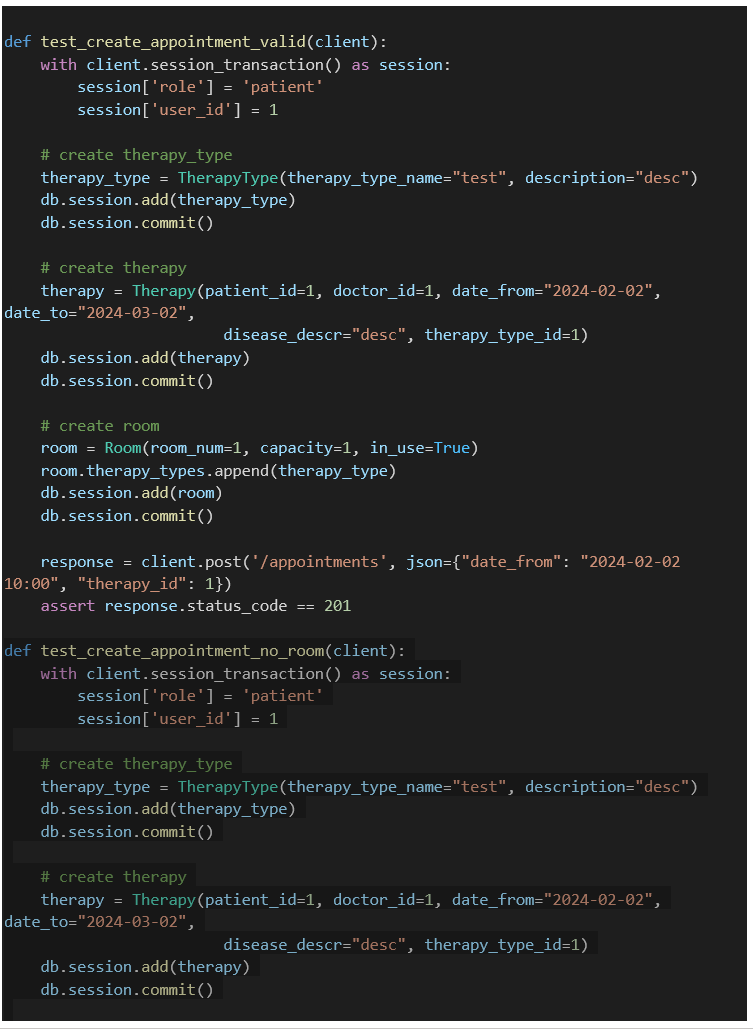 def test_create_appointment_valid(client):
    with client.session_transaction() as session:
        session['role'] = 'patient'
        session['user_id'] = 1

    # create therapy_type
    therapy_type = TherapyType(therapy_type_name="test", description="desc")
    db.session.add(therapy_type)
    db.session.commit()

    # create therapy
    therapy = Therapy(patient_id=1, doctor_id=1, date_from="2024-02-02",
date_to="2024-03-02",
                        disease_descr="desc", therapy_type_id=1)
    db.session.add(therapy)
    db.session.commit()

    # create room
    room = Room(room_num=1, capacity=1, in_use=True)
    room.therapy_types.append(therapy_type)
    db.session.add(room)
    db.session.commit()

    response = client.post('/appointments', json={"date_from": "2024-02-02
10:00", "therapy_id": 1})
    assert response.status_code == 201

def test_create_appointment_no_room(client):
    with client.session_transaction() as session:
        session['role'] = 'patient'
        session['user_id'] = 1

    # create therapy_type
    therapy_type = TherapyType(therapy_type_name="test", description="desc")
    db.session.add(therapy_type)
    db.session.commit()

    # create therapy
    therapy = Therapy(patient_id=1, doctor_id=1, date_from="2024-02-02",
date_to="2024-03-02",
                        disease_descr="desc", therapy_type_id=1)
    db.session.add(therapy)
    db.session.commit()